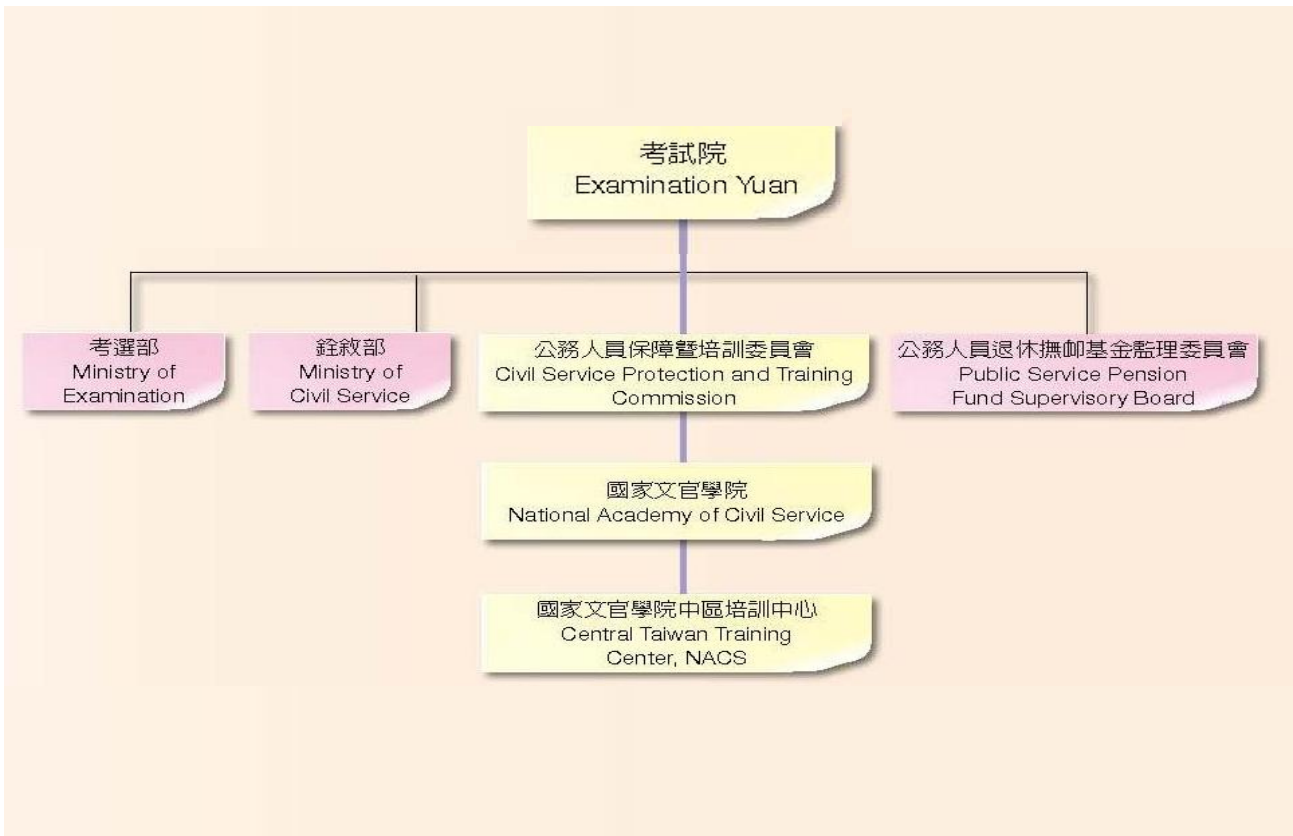 考試院
Examination Yuan
考選部
Ministry of
Examination
銓敘部
Ministry of
Civil Service
公務人員保障暨培訓委員會
Civil Service Protection and Training
Commission
公務人員退休撫卹基金監理委員會
Public Service Pension
Fund Supervisory Board
國家文官學院
National Academy of Civil Service
國家文官學院中區培訓中心
Central Taiwan Training
Center, NACS